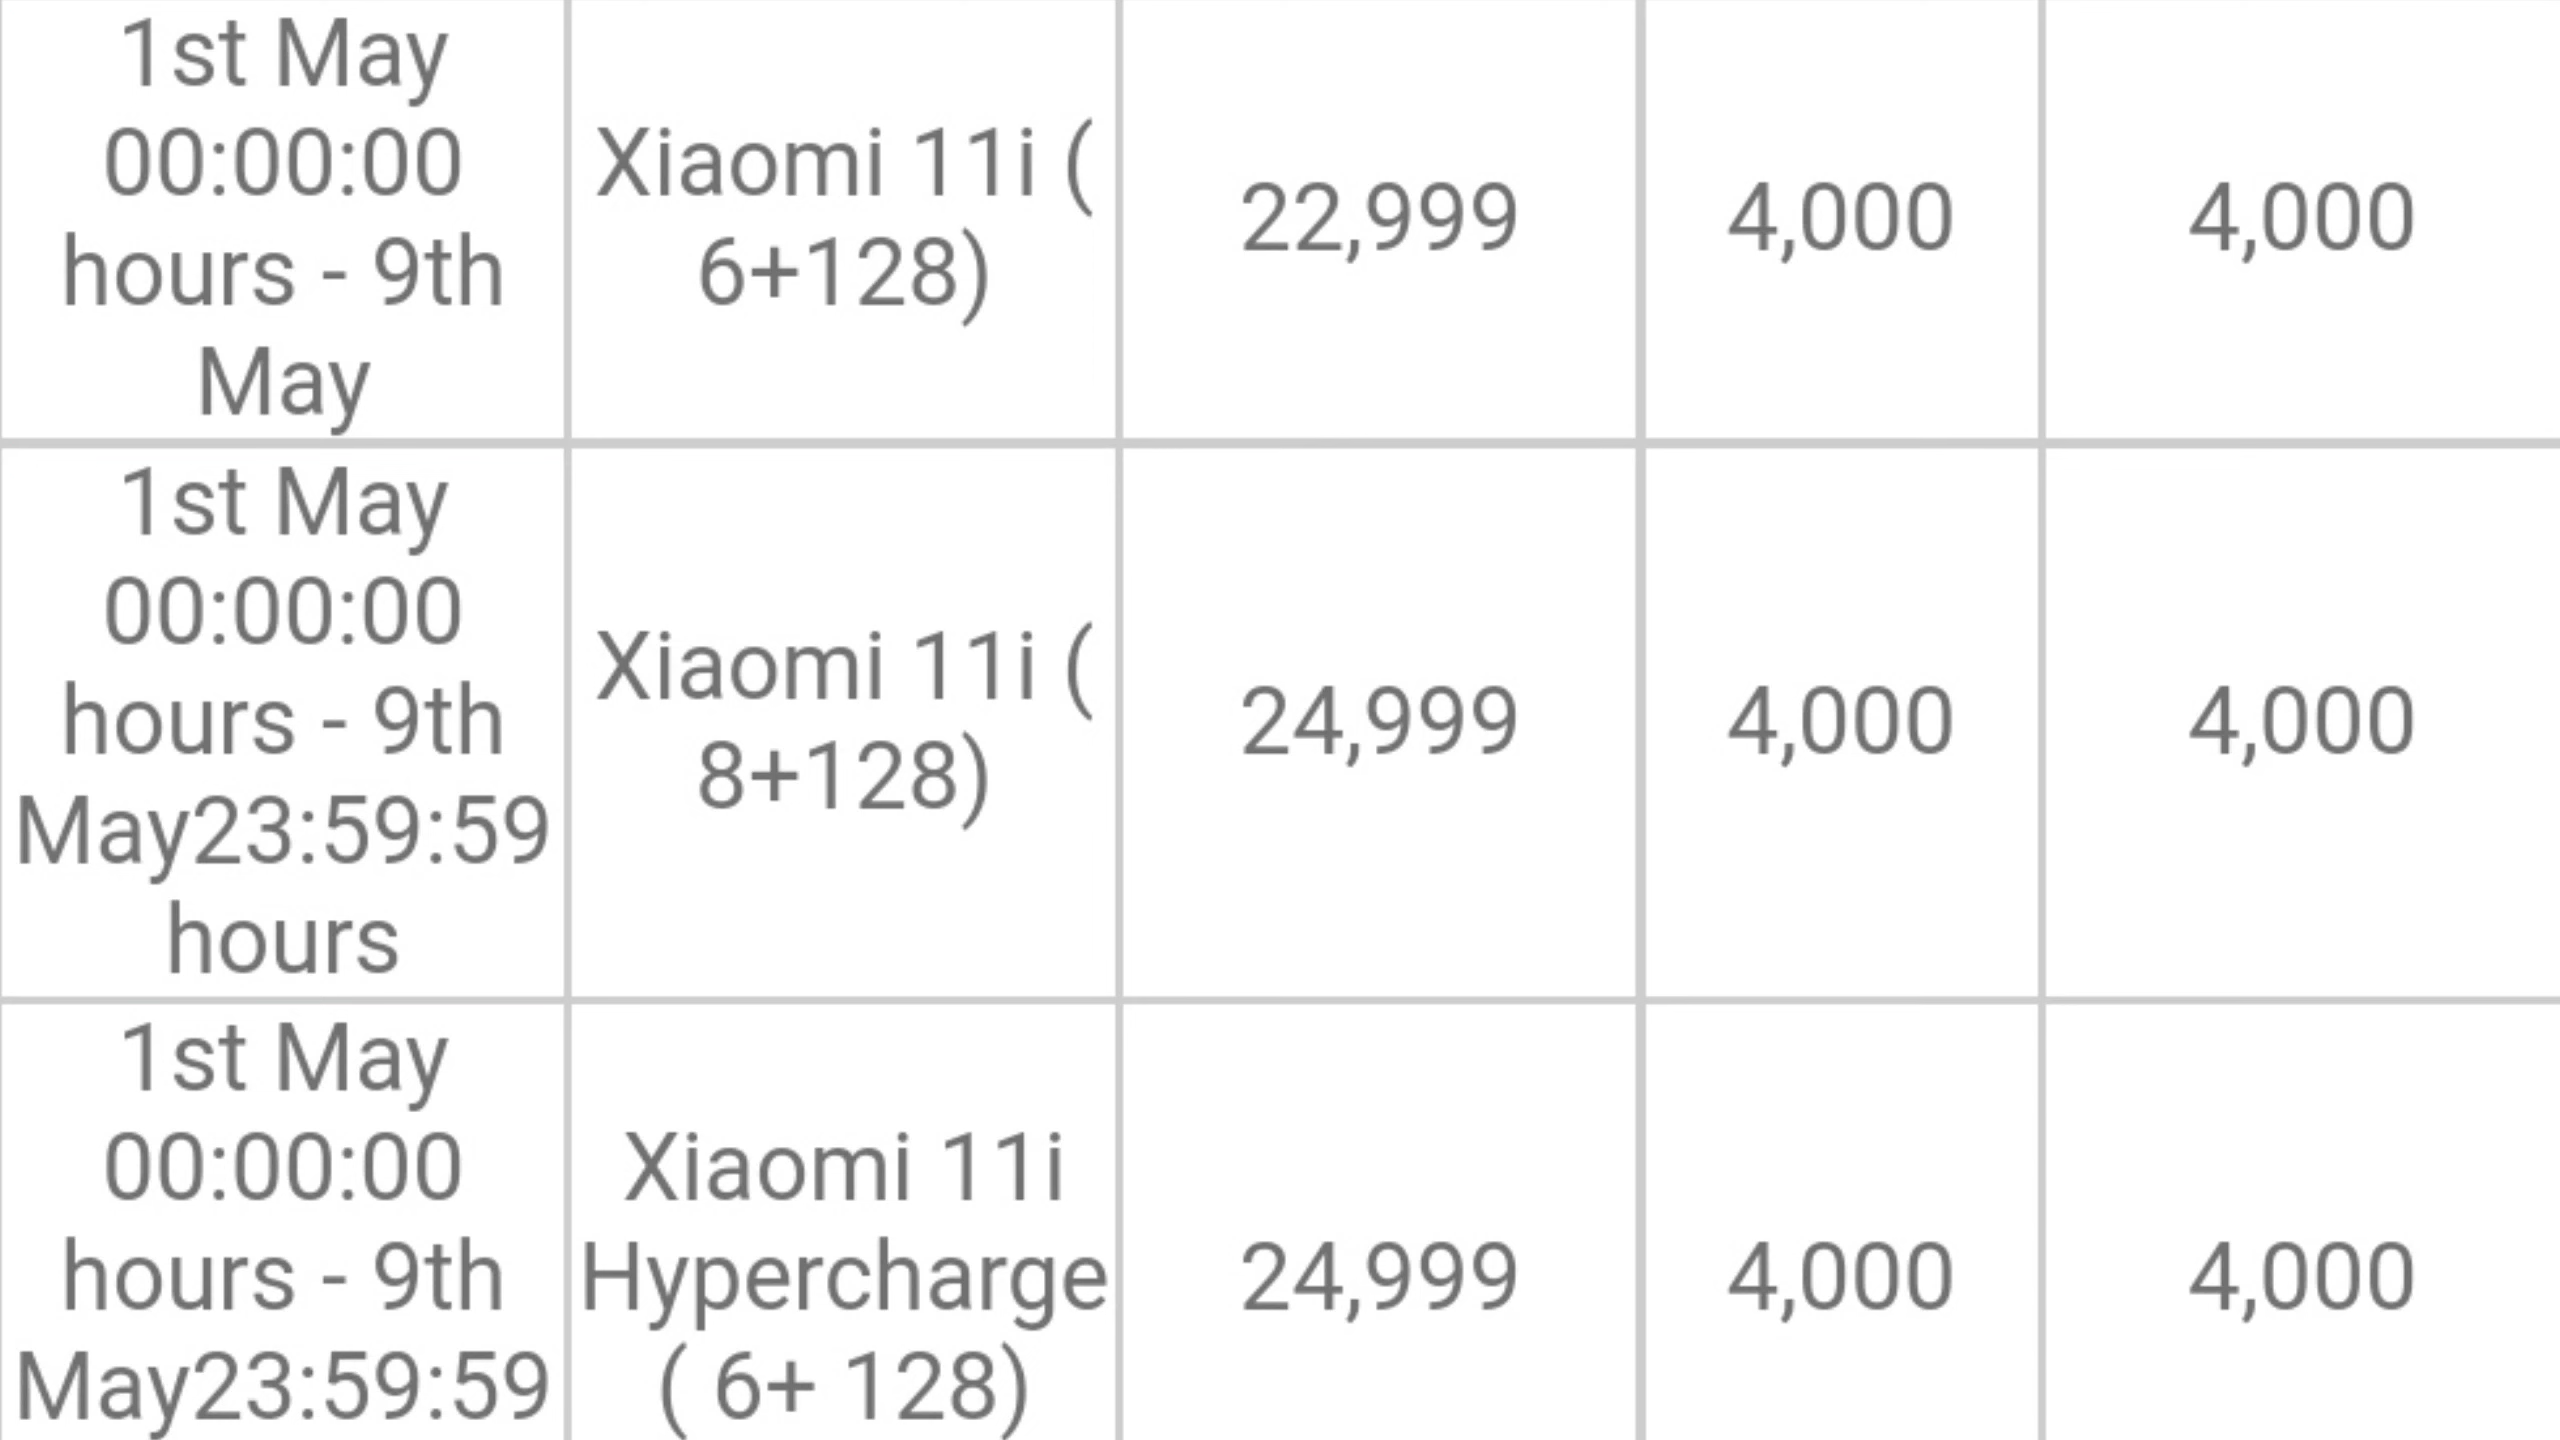 1st May
00:00:00
hours - 9th
May
Xiaomi 11i (
6+128)
22,999
4,000
4,000
1st May
00:00:00
hours - 9th
May23:59:59
hours
Xiaomi 11i (
8+128)
24,999
4,000
4,000
1st May
00:00:00
hours - 9th
May23:59:59
Xiaomi 11i
Hypercharge
( 6+ 128)
24,999
4,000
4,000